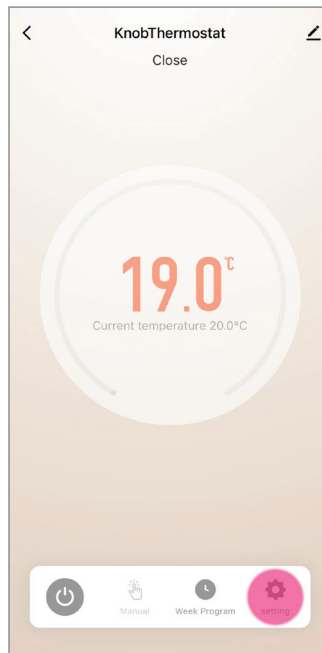 KnobThermostat
Close
19.0℃
Current temperature 20.0°C
Manual
Week Program
setting